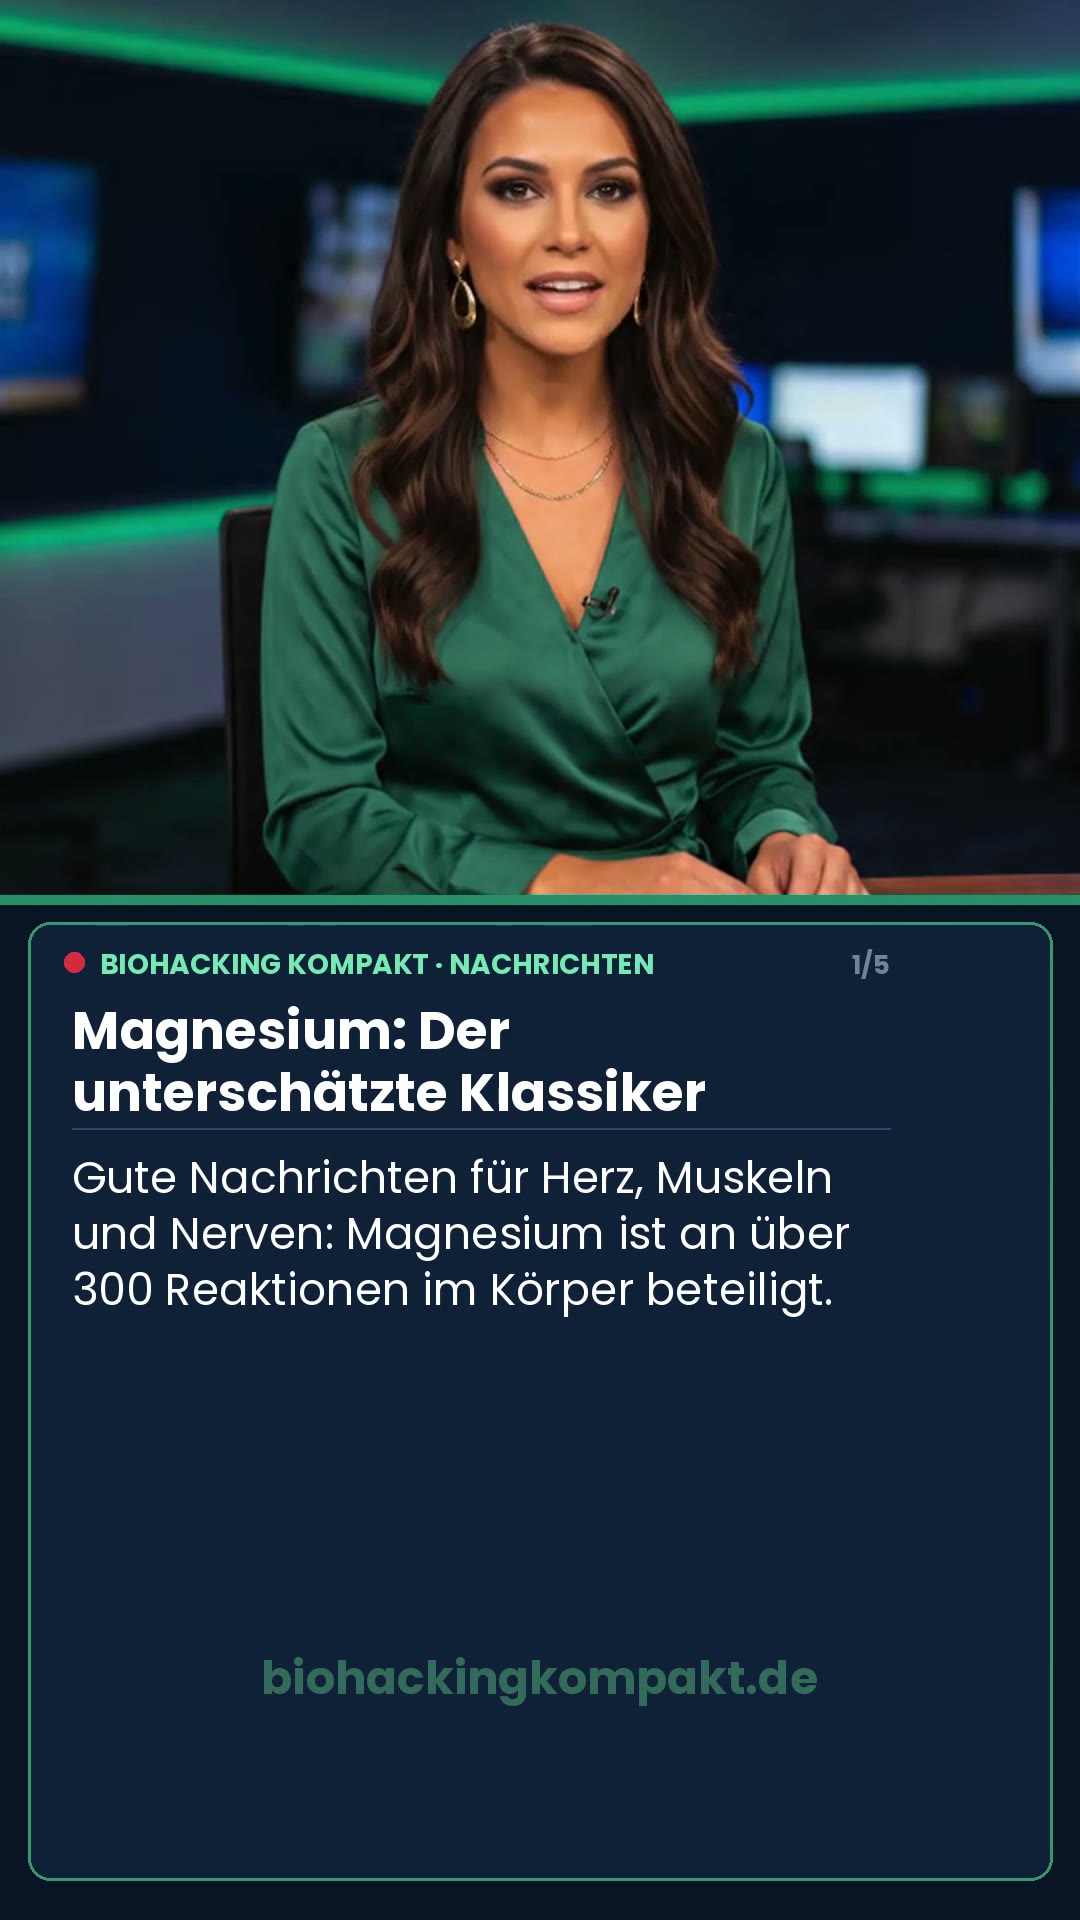 BIOHACKING KOMPAKT · NACHRICHTEN
1/5
Magnesium: Der
unterschätzte Klassiker
Gute Nachrichten für Herz, Muskeln
und Nerven: Magnesium ist an über
300 Reaktionen im Körper beteiligt.
biohackingkompakt.de